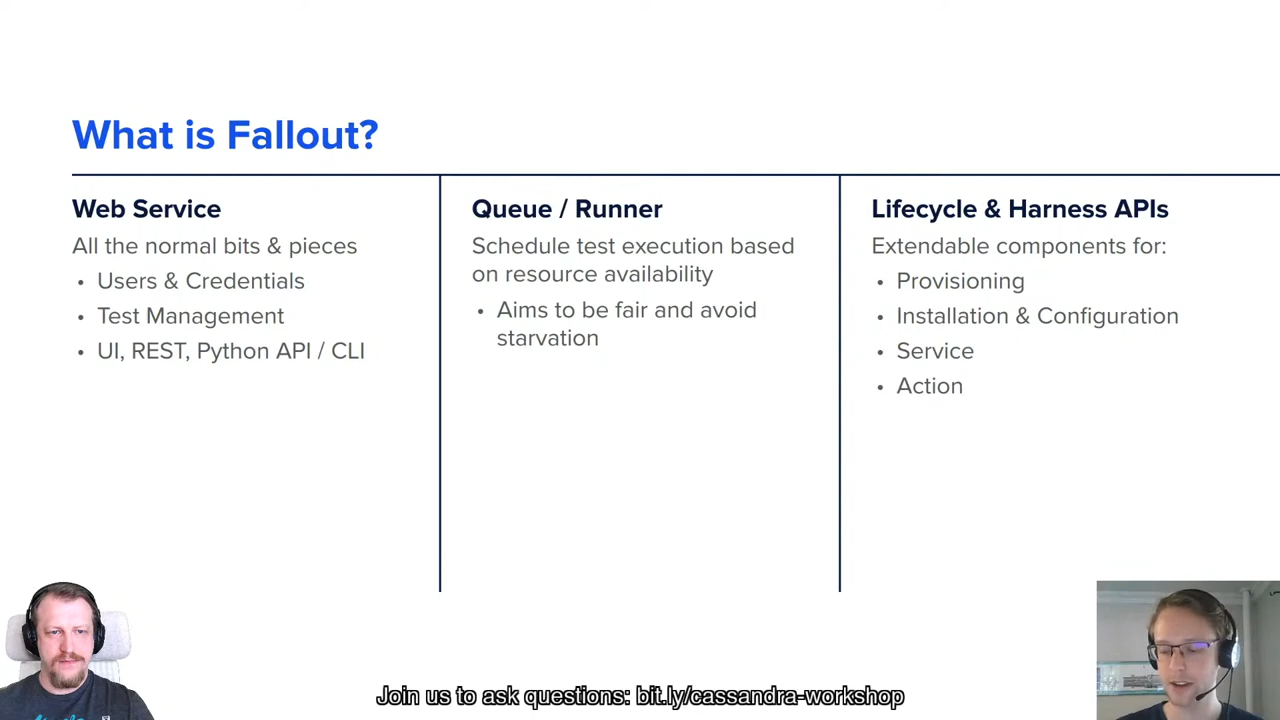 What is Fallout?
Web Service
All the normal bits & pieces
• Users & Credentials
• Test Management
• UI, REST, Python API / CLI
Queue / Runner
Schedule test execution based
on resource availability
• Aims to be fair and avoid
starvation
Lifecycle & Harness APIs
Extendable components for:
• Provisioning
• Installation & Configuration
• Service
• Action
Join us to ask questions: bit.ly/cassandra-workshop